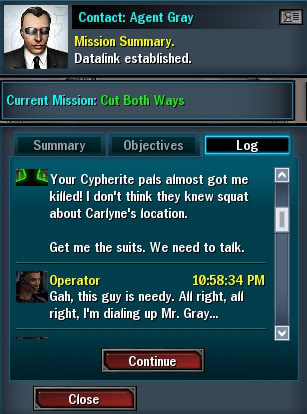 Contact: Agent Gray
Mission Summary.
Datalink established.
Current Mission: Cut Both Ways
Summary
Objectives
Log
Your Cypherite pals almost got me
killed! I don't think they knew squat
about Carlyne's location.
Get me the suits. We need to talk.
Operator 10:58:34 PM
Gah, this guy is needy. All right, all
right, I'm dialing up Mr. Gray...
Continue
Close